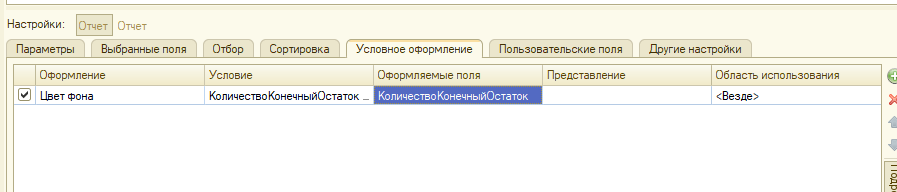 Настройки: Отчет Отчет
Параметры Выбранные поля Отбор Сортировка Условное оформление Пользовательские поля Другие настройки
Оформление Условие Оформляемые поля Представление Область использования
Цвет фона КоличествоКонечныйОстаток ... КоличествоКонечныйОстаток <Везде>